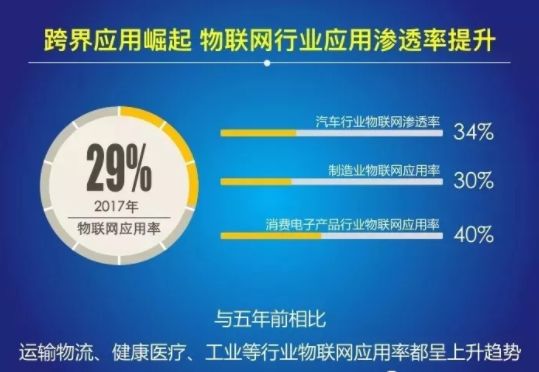 跨界应用崛起 物联网行业应用渗透率提升
29%
2017年
物联网应用率
汽车行业物联网渗透率
34%
制造业物联网应用率
30%
消费电子产品行业物联网应用率
40%
与五年前相比
运输物流、健康医疗、工业等行业物联网应用率都呈上升趋势